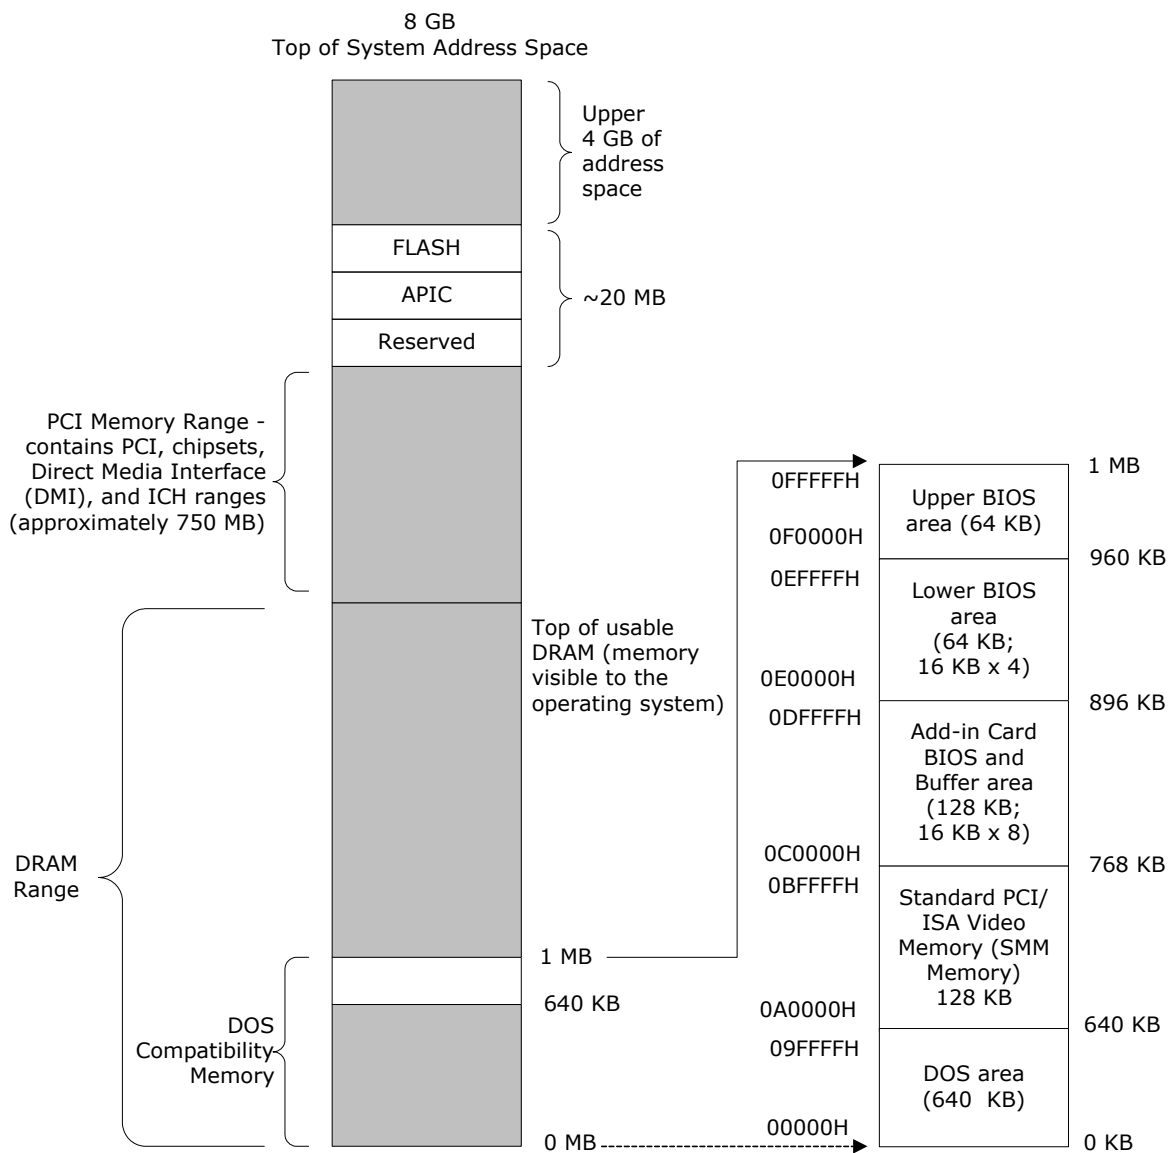 8 GB
Top of System Address Space
Upper
4 GB of
address
space
FLASH
APIC
Reserved
~20 MB
PCI Memory Range -
contains PCI, chipsets,
Direct Media Interface
(DMI), and ICH ranges
(approximately 750 MB)
Top of usable
DRAM (memory
visible to the
operating system)
DRAM
Range
1 MB
640 KB
DOS
Compatibility
Memory
0 MB
0FFFFFH
0F0000H
0EFFFFH
0E0000H
0DFFFFH
0C0000H
0BFFFFH
0A0000H
09FFFFH
00000H
Upper BIOS
area (64 KB)
Lower BIOS
area
(64 KB;
16 KB x 4)
Add-in Card
BIOS and
Buffer area
(128 KB;
16 KB x 8)
Standard PCI/
ISA Video
Memory (SMM
Memory)
128 KB
DOS area
(640  KB)
1 MB
960 KB
896 KB
768 KB
640 KB
0 KB